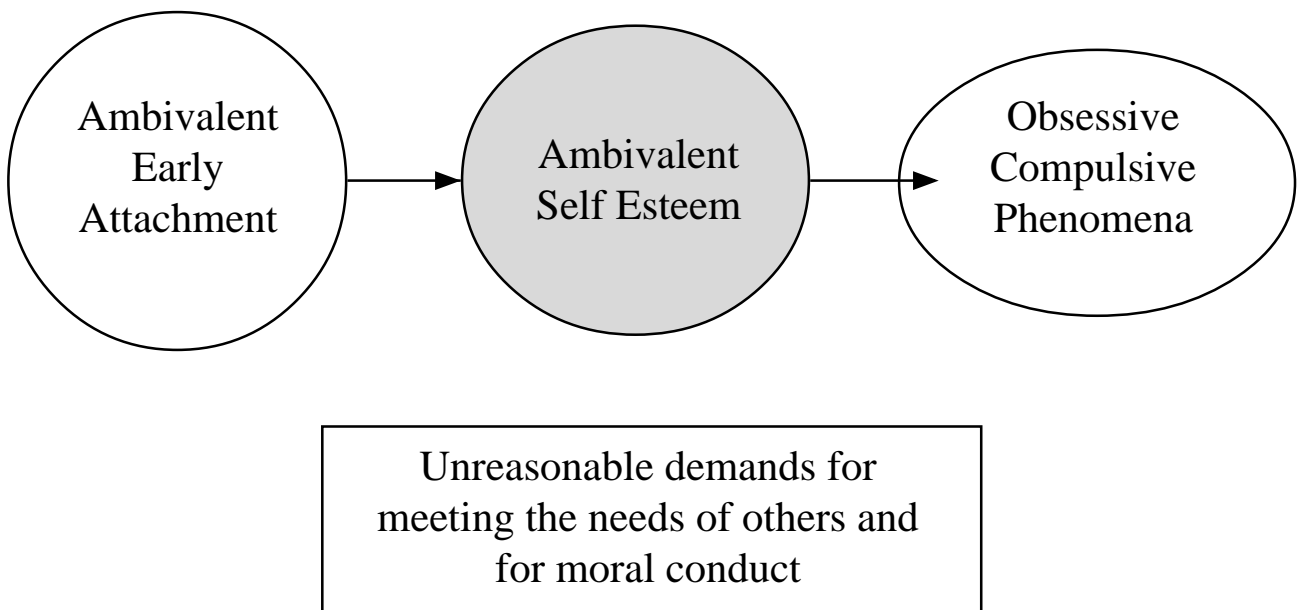 Ambivalent
Early
Attachment
Ambivalent
Self Esteem
Obsessive
Compulsive
Phenomena
Unreasonable demands for
meeting the needs of others and
for moral conduct